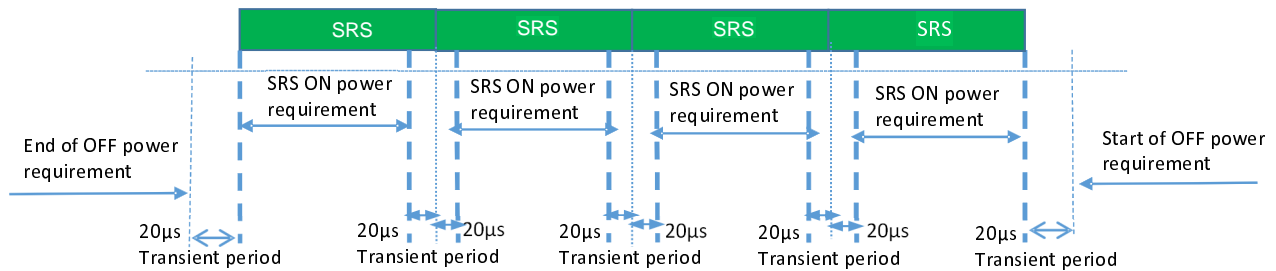 SRS SRS SRS SRS
SRS ON power
requirement
SRS ON power
requirement
SRS ON power
requirement
SRS ON power
requirement
End of OFF power
requirement
Start of OFF power
requirement
20µs
Transient period
20µs 20µs
Transient period
20µs 20µs
Transient period
20µs 20µs
Transient period
20µs
Transient period